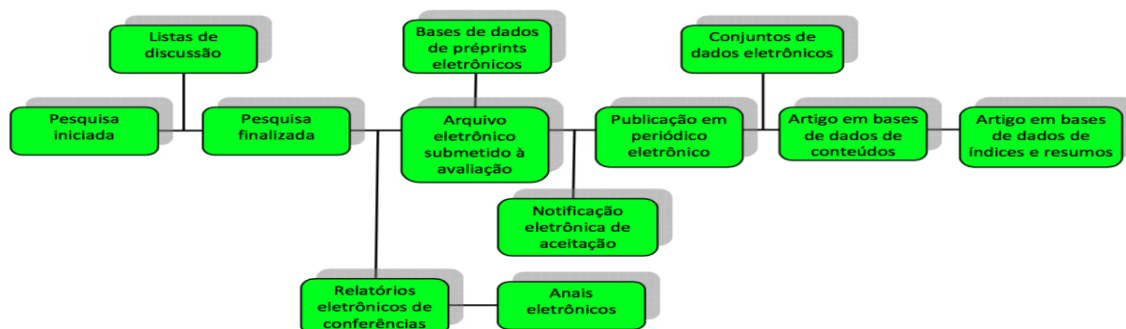 Listas de
discussão
Bases de dados
de préprints
eletrônicos
Conjuntos de
dados eletrônicos
Pesquisa
iniciada
Pesquisa
finalizada
Arquivo
eletrônico
submetido à
avaliação
Publicação em
periódico
eletrônico
Artigo em bases
de dados de
conteúdos
Artigo em bases
de dados de
índices e resumos
Notificação
eletrônica de
aceitação
Relatórios
eletrônicos de
conferências
Anais
eletrônicos